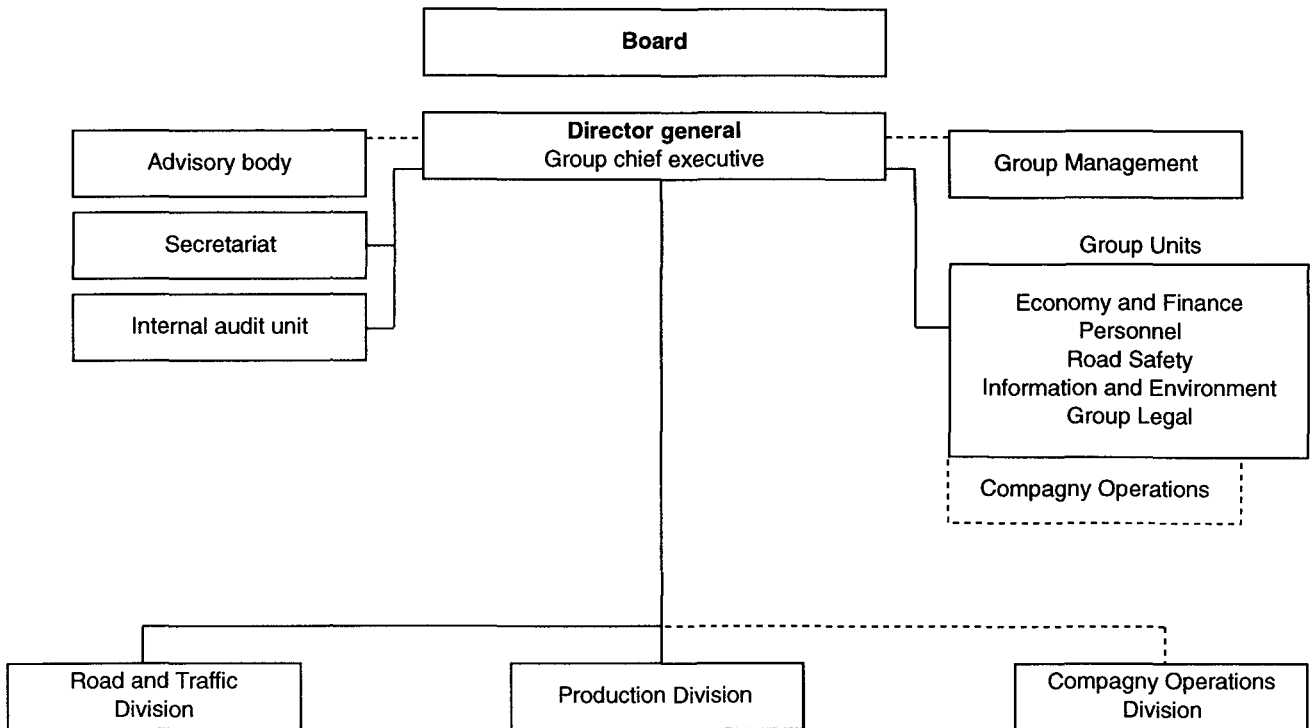 Board
Director general
Group chief executive
Advisory body
Group Management
Secretariat
Group Units
Internal audit unit
Economy and Finance
Personnel
Road Safety
Information and Environment
Group Legal
Compagny Operations
Road and Traffic
Division
Production Division
Compagny Operations
Division